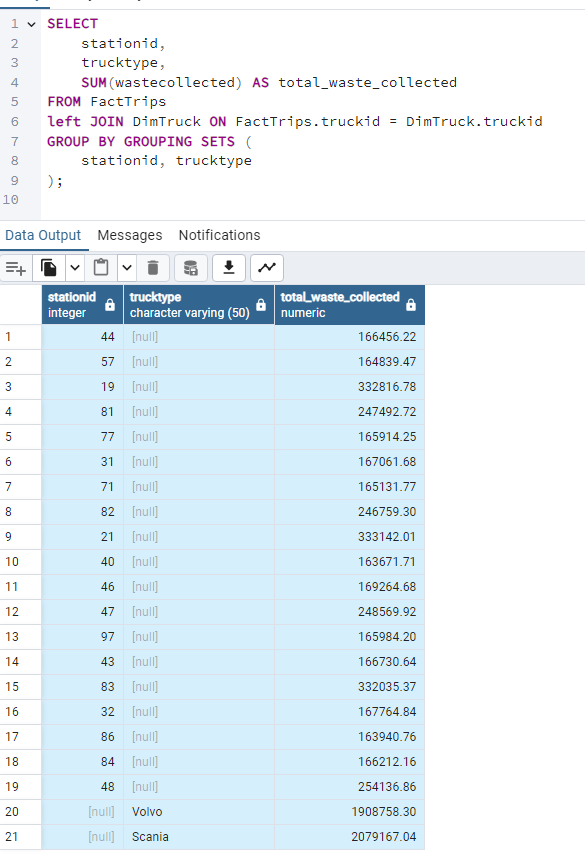 1 SELECT
2 stationid,
3 trucktype,
4 SUM(wastecollected) AS total_waste_collected
5 FROM FactTrips
6 left JOIN DimTruck ON FactTrips.truckid = DimTruck.truckid
7 GROUP BY GROUPING SETS (
8 stationid, trucktype
9 );
10
Data Output Messages Notifications
stationid trucktype total_waste_collected
integer character varying (50) numeric
1 44 [null] 166456.22
2 57 [null] 164839.47
3 19 [null] 332816.78
4 81 [null] 247492.72
5 77 [null] 165914.25
6 31 [null] 167061.68
7 71 [null] 165131.77
8 82 [null] 246759.30
9 21 [null] 333142.01
10 40 [null] 163671.71
11 46 [null] 169264.68
12 47 [null] 248569.92
13 97 [null] 165984.20
14 43 [null] 166730.64
15 83 [null] 332035.37
16 32 [null] 167764.84
17 86 [null] 163940.76
18 84 [null] 166212.16
19 48 [null] 254136.86
20 [null] Volvo 1908758.30
21 [null] Scania 2079167.04